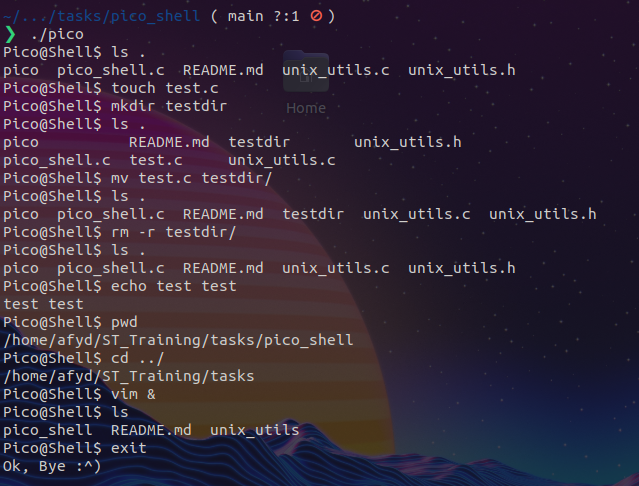 ~/.../tasks/pico_shell ( main ?:1 🚫 )
❯ ./pico
Pico@Shell$ ls .
pico  pico_shell.c  README.md  unix_utils.c  unix_utils.h
Pico@Shell$ touch test.c
Home
Pico@Shell$ mkdir testdir
Pico@Shell$ ls .
pico          README.md  testdir       unix_utils.h
pico_shell.c  test.c     unix_utils.c
Pico@Shell$ mv test.c testdir/
Pico@Shell$ ls .
pico  pico_shell.c  README.md  testdir  unix_utils.c  unix_utils.h
Pico@Shell$ rm -r testdir/
Pico@Shell$ ls .
pico  pico_shell.c  README.md  unix_utils.c  unix_utils.h
Pico@Shell$ echo test test
test test
Pico@Shell$ pwd
/home/afyd/ST_Training/tasks/pico_shell
Pico@Shell$ cd ../
/home/afyd/ST_Training/tasks
Pico@Shell$ vim &
Pico@Shell$ ls
pico_shell  README.md  unix_utils
Pico@Shell$ exit
Ok, Bye :^)